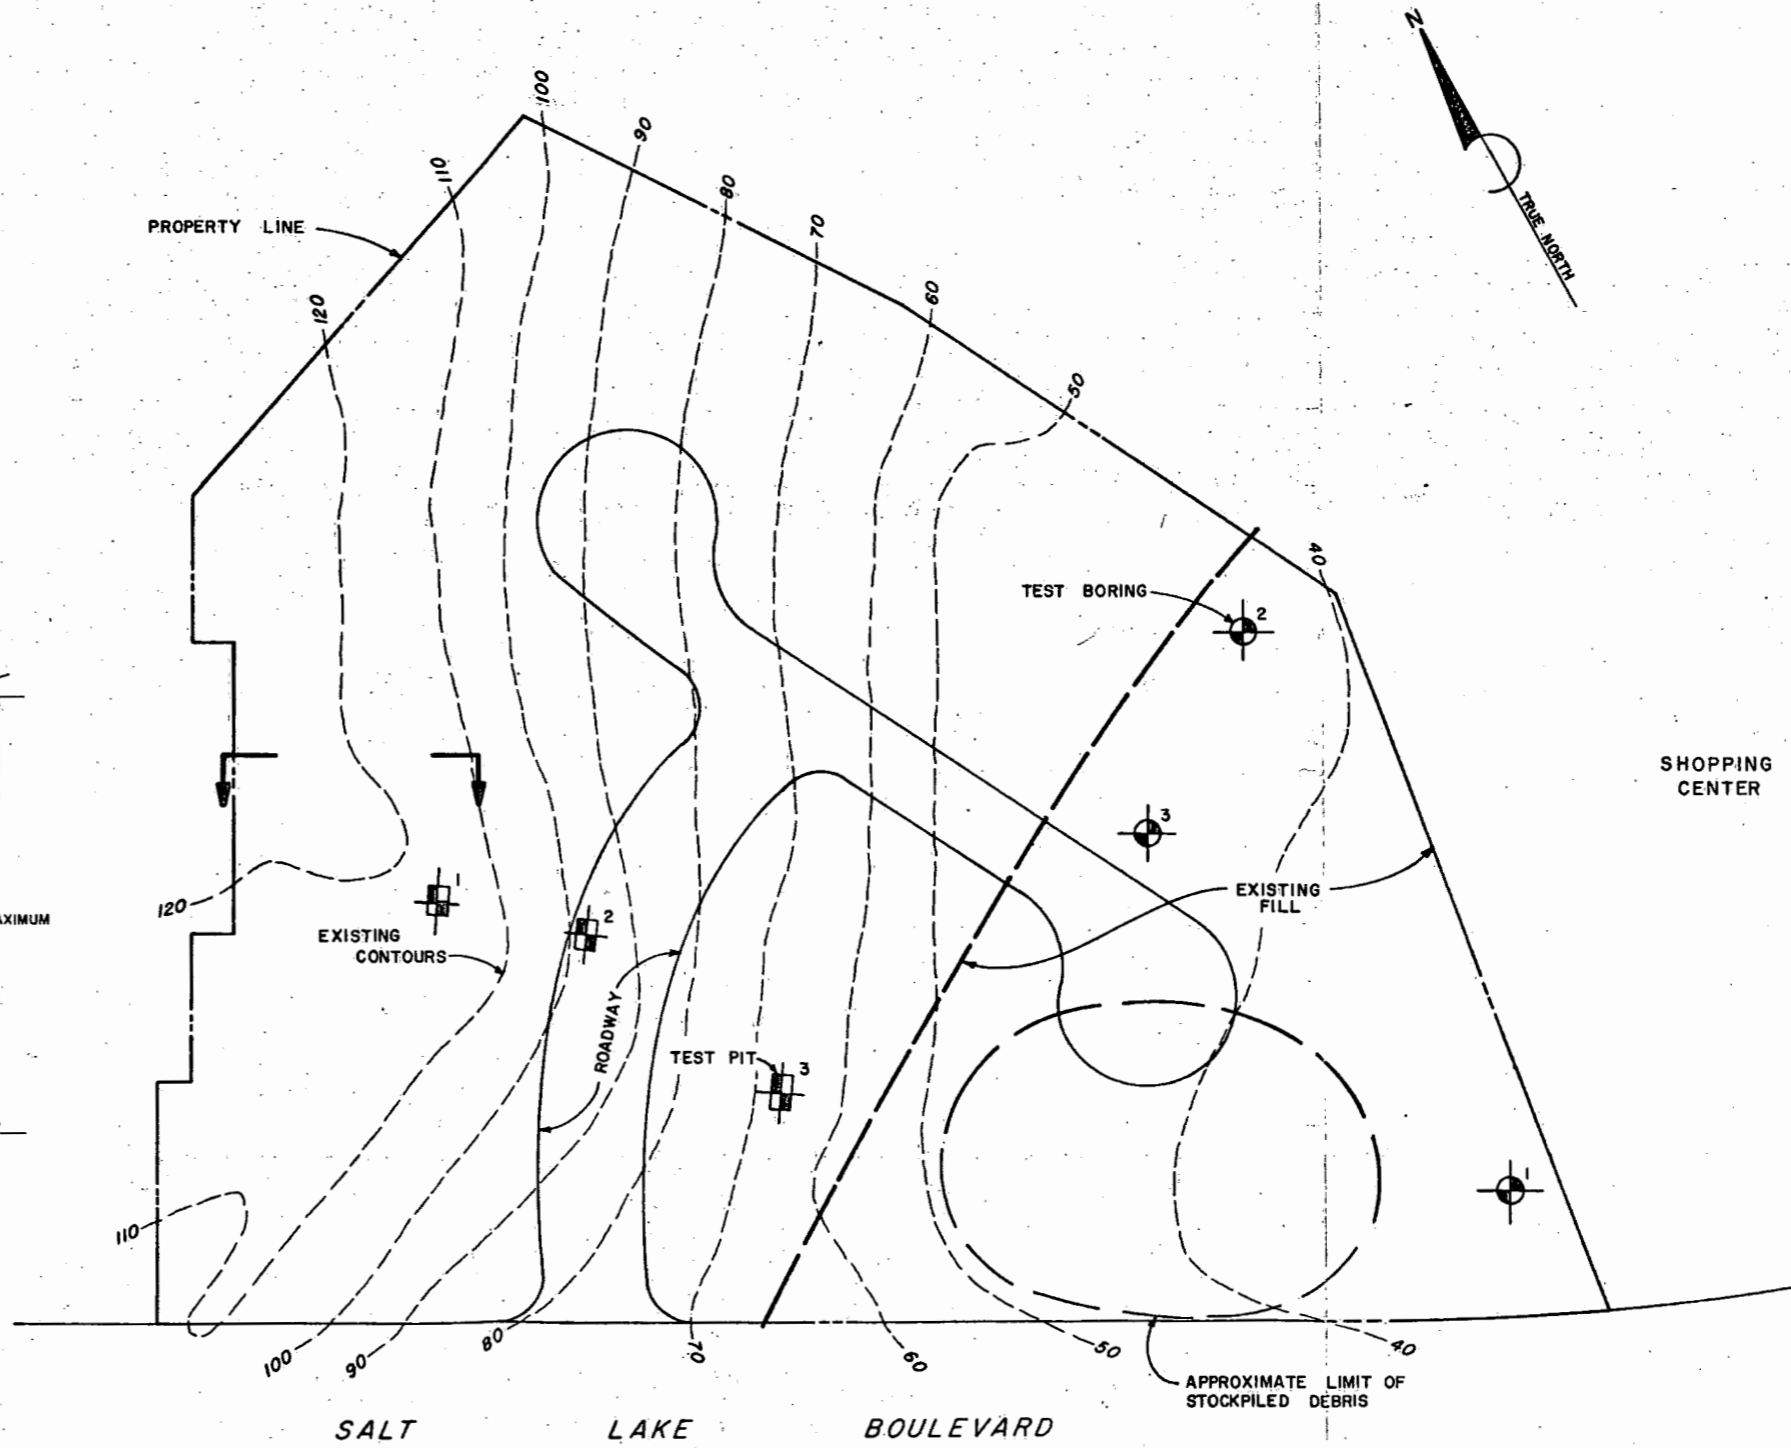 N
TRUE NORTH
100
90
110
80
70
PROPERTY LINE
60
120
50
40
TEST BORING
2
SHOPPING
CENTER
3
1
EXISTING
FILL
120
2
AXIMUM
EXISTING
CONTOURS
ROADWAY
TEST PIT
3
1
110
80
100
90
70
60
50
40
APPROXIMATE LIMIT OF
STOCKPILED DEBRIS
SALT LAKE BOULEVARD